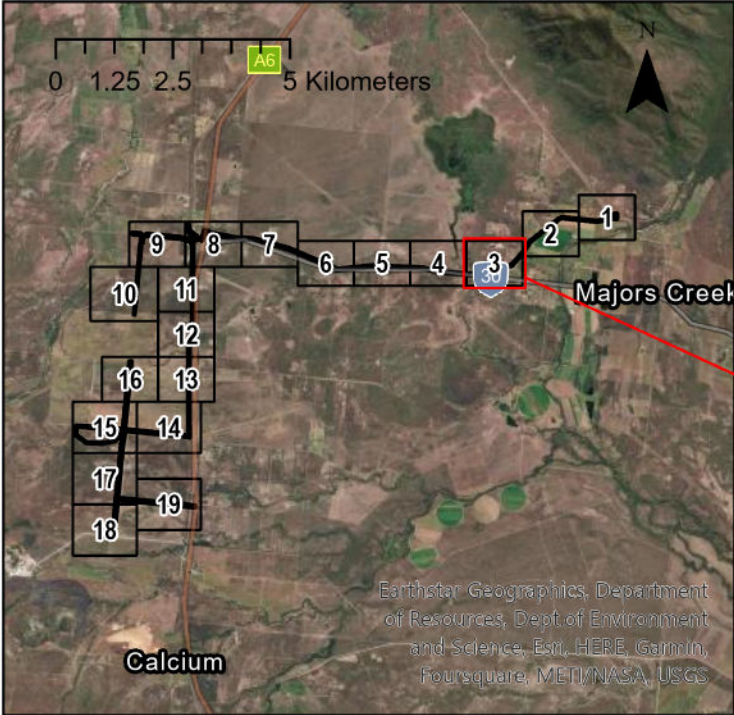 N
A6
0 1.25 2.5 5 Kilometers
1
2
9 8 7
6 5 4 3
30
10 11
Majors Creek
12
16 13
15 14
17
19
18
Earthstar Geographics, Department
of Resources, Dept of Environment
and Science, Esri, HERE, Garmin,
Foursquare, METI/NASA, USGS
Calcium